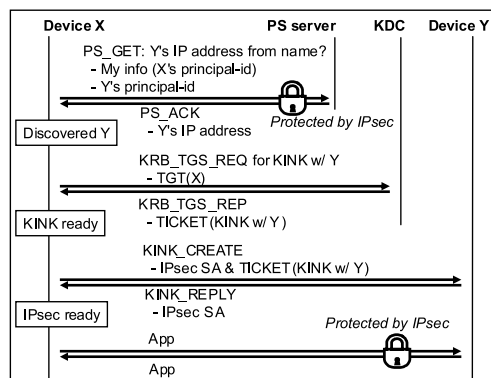 Device X PS server KDC Device Y
PS_GET: Y's IP address from name?
- My info (X's principal-id)
- Y's principal-id
PS_ACK
- Y's IP address
Protected by IPsec
Discovered Y
KRB_TGS_REQ for KINK w/ Y
- TGT(X)
KRB_TGS_REP
- TICKET(KINK w/ Y)
KINK ready
KINK_CREATE
- IPsec SA & TICKET(KINK w/ Y)
KINK_REPLY
- IPsec SA
IPsec ready
Protected by IPsec
App
App